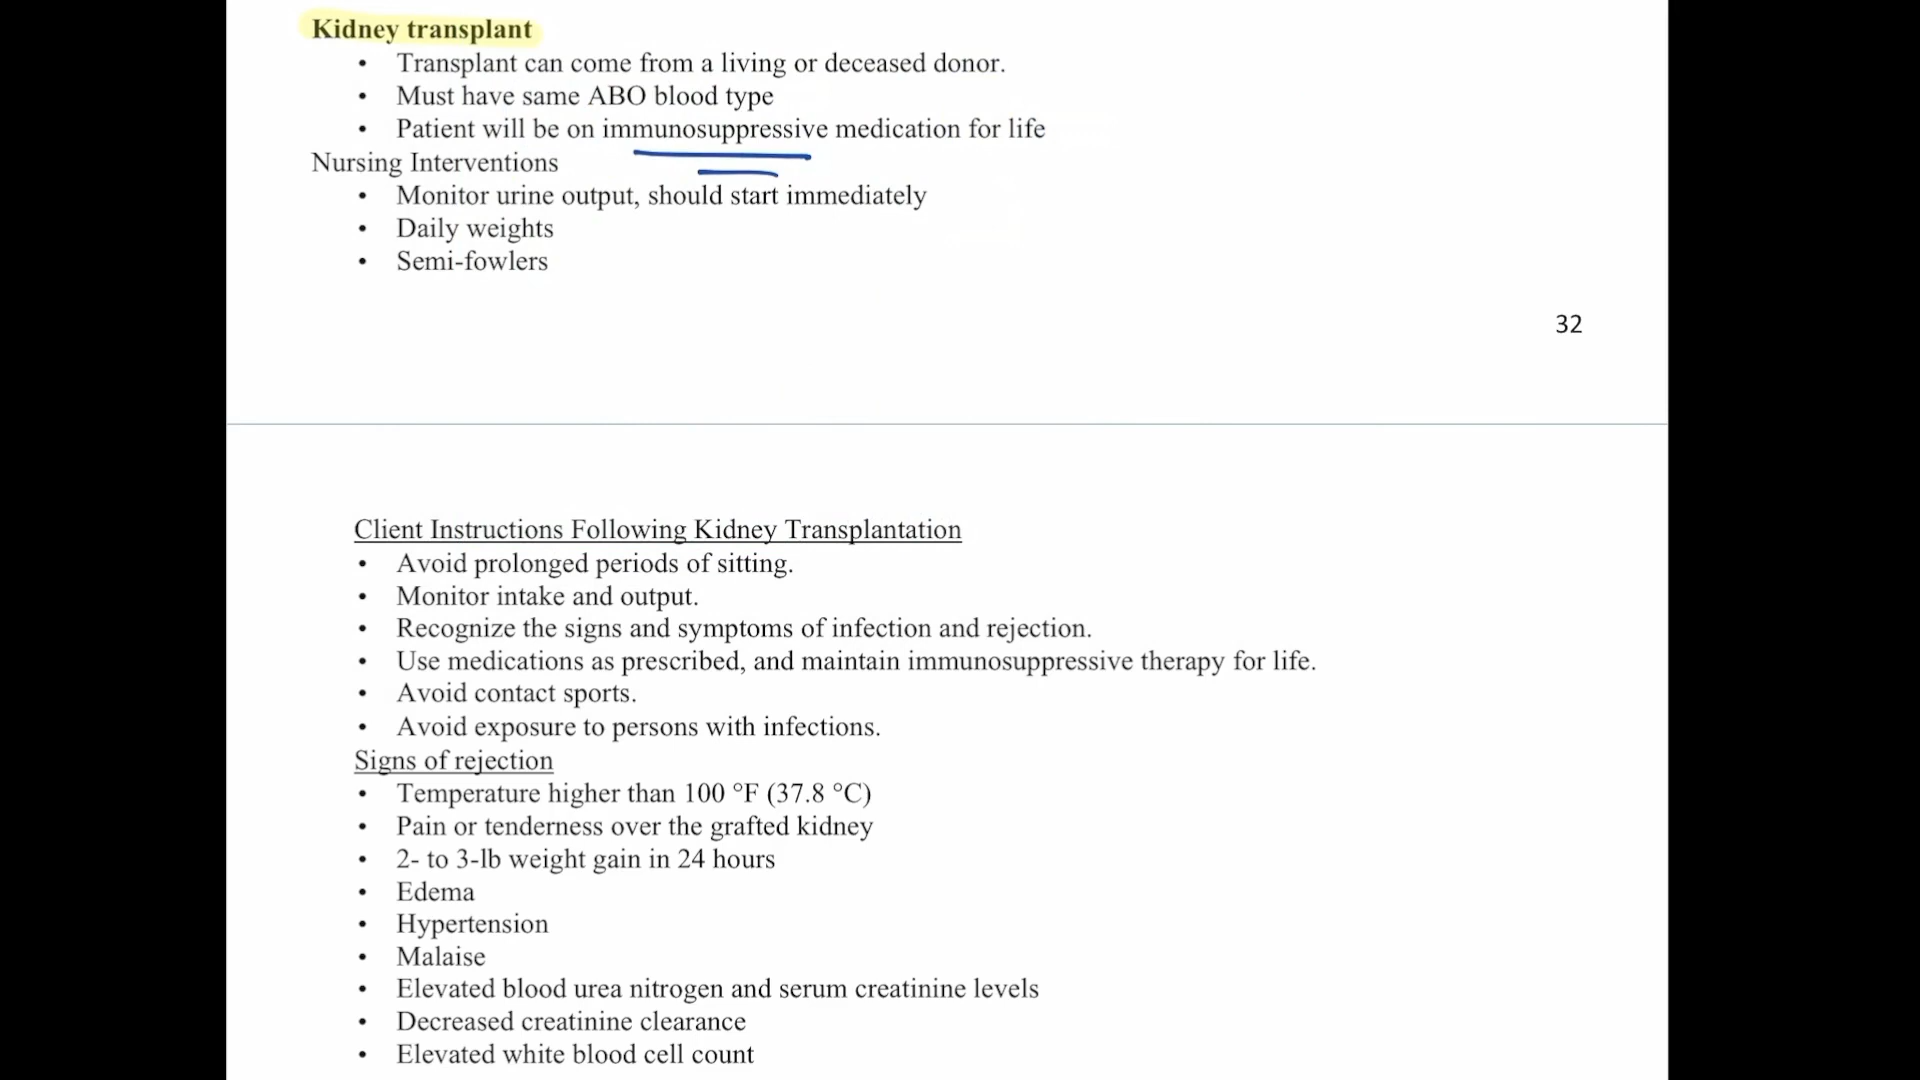 Kidney transplant
• Transplant can come from a living or deceased donor.
• Must have same ABO blood type
• Patient will be on immunosuppressive medication for life
Nursing Interventions
• Monitor urine output, should start immediately
• Daily weights
• Semi-fowlers
32
Client Instructions Following Kidney Transplantation
• Avoid prolonged periods of sitting.
• Monitor intake and output.
• Recognize the signs and symptoms of infection and rejection.
• Use medications as prescribed, and maintain immunosuppressive therapy for life.
• Avoid contact sports.
• Avoid exposure to persons with infections.
Signs of rejection
• Temperature higher than 100 °F (37.8 °C)
• Pain or tenderness over the grafted kidney
• 2- to 3-lb weight gain in 24 hours
• Edema
• Hypertension
• Malaise
• Elevated blood urea nitrogen and serum creatinine levels
• Decreased creatinine clearance
• Elevated white blood cell count